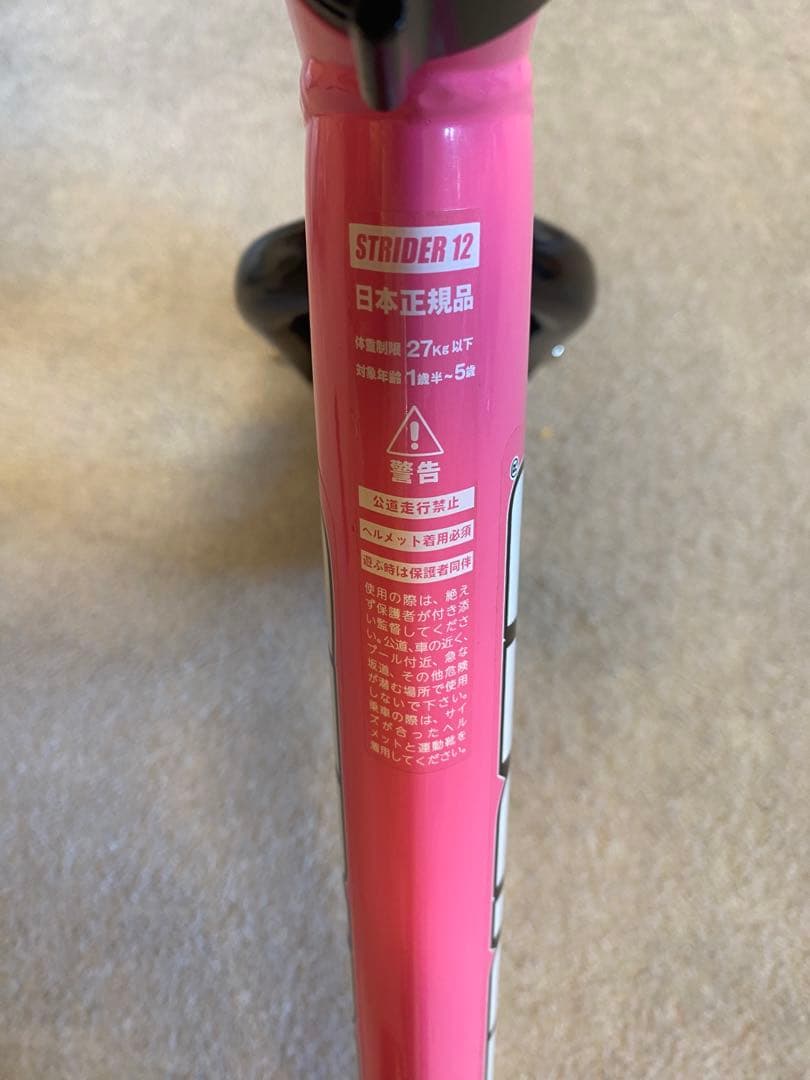 STRIDER 12
日本正規品
体重制限 27Kg 以下
対象年齢 1歳半~5歳
警告
公道走行禁止
ヘルメット着用必須
遊ぶ時は保護者同伴
使用の際は、絶え
ず保護者が付き添
い監督してくださ
い。公道、車の近く、
プール付近、急な
坂道、その他危険
が潜む場所で使用
しないで下さい。
乗車の際は、サイ
ズが合ったヘル
メットと運動靴を
着用してください。